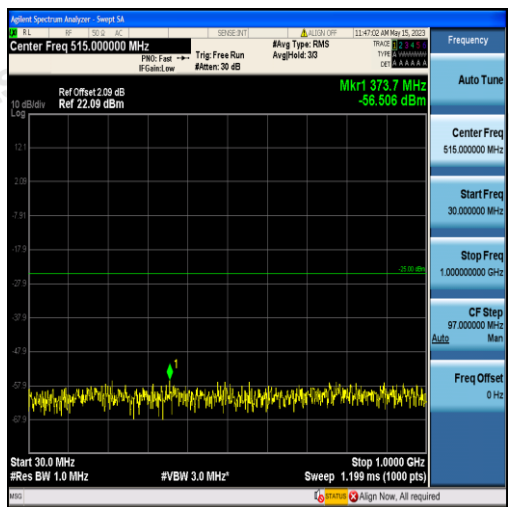 Agilent Spectrum Analyzer - Swept SA
RL RF 50 Ω AC SENSE:INT ALIGN OFF 11:47:02 AM May 15, 2023
Center Freq 515.000000 MHz
PNO: Fast
IFGain:Low
Trig: Free Run
#Atten: 30 dB
#Avg Type: RMS
Avg|Hold: 3/3
TRACE 1 2 3 4 5 6
TYPE A
DET A A A A A A
Frequency
Auto Tune
Ref Offset 2.09 dB
10 dB/div Ref 22.09 dBm
Log
Mkr1 373.7 MHz
-56.506 dBm
12.1
2.09
-7.91
-17.9
-27.9
-37.9
-47.9
-57.9
-67.9
-25.00 dBm
1
Center Freq
515.000000 MHz
Start Freq
30.000000 MHz
Stop Freq
1.000000000 GHz
CF Step
97.000000 MHz
Auto Man
Freq Offset
0 Hz
Start 30.0 MHz Stop 1.0000 GHz
#Res BW 1.0 MHz #VBW 3.0 MHz* Sweep 1.199 ms (1000 pts)
MSG STATUS Align Now, All required